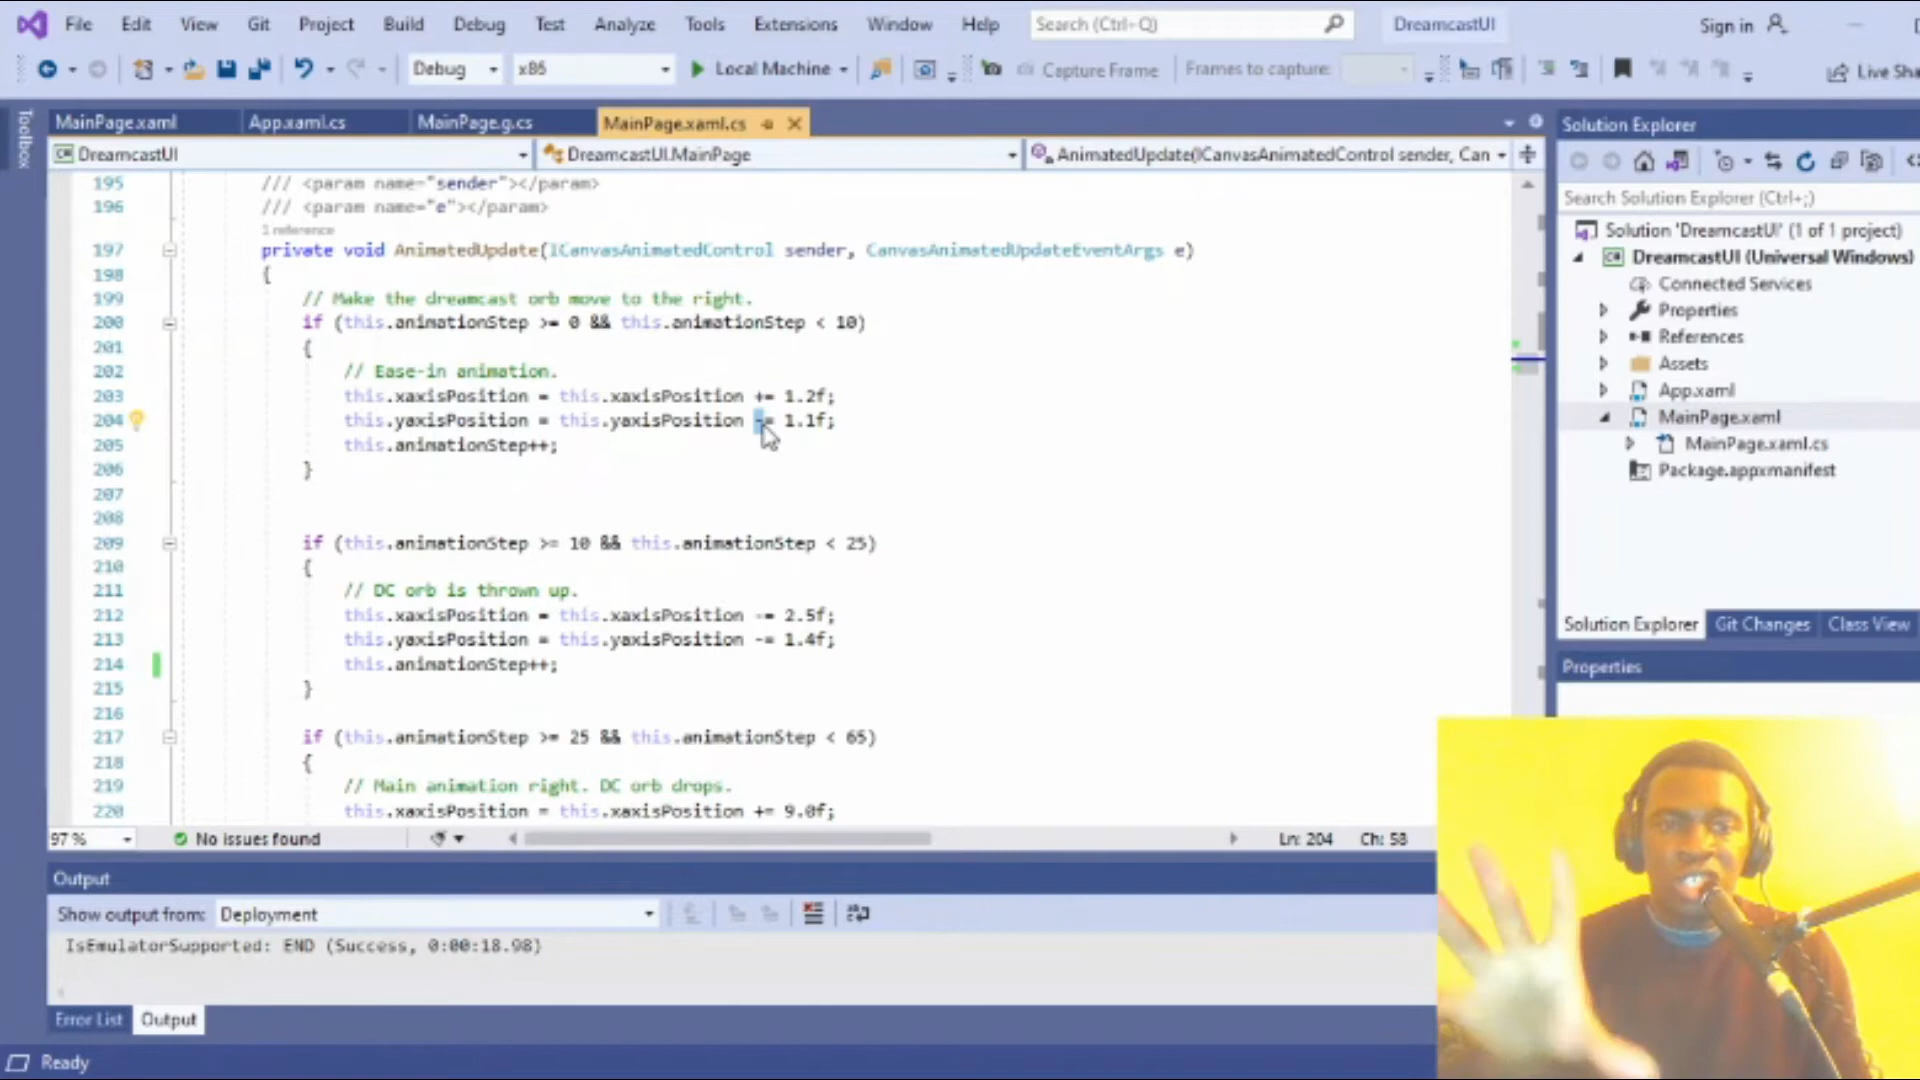 File Edit View Git Project Build Debug Test Analyze Tools Extensions Window Help Search (Ctrl+Q) DreamcastUI Sign in
Debug x86 Local Machine Capture Frame Frames to capture: Live Sha
Toolbox
MainPage.xaml App.xaml.cs MainPage.g.cs MainPage.xaml.cs
DreamcastUI DreamcastUI.MainPage AnimatedUpdate(ICanvasAnimatedControl sender, Can
195 /// <param name="sender"></param>
196 /// <param name="e"></param>
1 reference
197 private void AnimatedUpdate(ICanvasAnimatedControl sender, CanvasAnimatedUpdateEventArgs e)
198 {
199 // Make the dreamcast orb move to the right.
200 if (this.animationStep >= 0 && this.animationStep < 10)
201 {
202 // Ease-in animation.
203 this.xaxisPosition = this.xaxisPosition += 1.2f;
204 this.yaxisPosition = this.yaxisPosition -= 1.1f;
205 this.animationStep++;
206 }
207
208
209 if (this.animationStep >= 10 && this.animationStep < 25)
210 {
211 // DC orb is thrown up.
212 this.xaxisPosition = this.xaxisPosition -= 2.5f;
213 this.yaxisPosition = this.yaxisPosition -= 1.4f;
214 this.animationStep++;
215 }
216
217 if (this.animationStep >= 25 && this.animationStep < 65)
218 {
219 // Main animation right. DC orb drops.
220 this.xaxisPosition = this.xaxisPosition += 9.0f;
97 % No issues found Ln: 204 Ch: 58
Output
Show output from: Deployment
IsEmulatorSupported: END (Success, 0:00:18.98)
Error List Output
Ready
Solution Explorer
Search Solution Explorer (Ctrl+;)
Solution 'DreamcastUI' (1 of 1 project)
DreamcastUI (Universal Windows)
Connected Services
Properties
References
Assets
App.xaml
MainPage.xaml
MainPage.xaml.cs
Package.appxmanifest
Solution Explorer Git Changes Class View
Properties